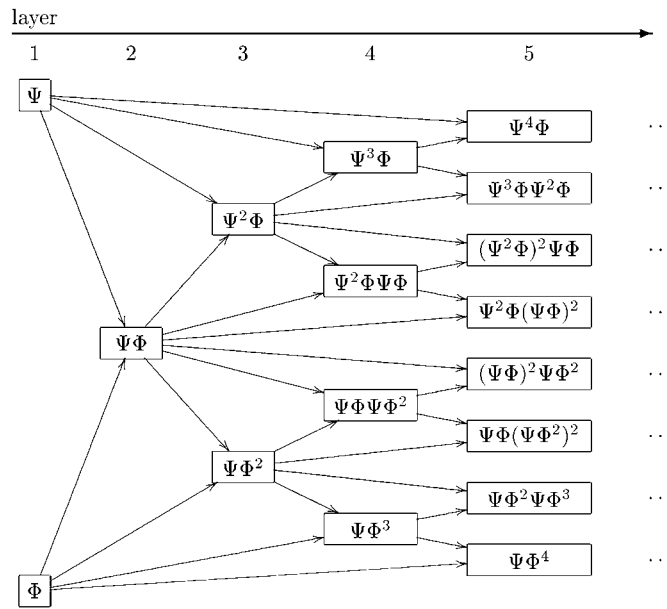 layer
1 2 3 4 5
Ψ
Ψ⁴Φ ..
Ψ³Φ
Ψ³ΦΨ²Φ ..
Ψ²Φ
(Ψ²Φ)²ΨΦ ..
Ψ²ΦΨΦ
Ψ²Φ(ΨΦ)² ..
ΨΦ
(ΨΦ)²ΨΦ² ..
ΨΦΨΦ²
ΨΦ(ΨΦ²)² ..
ΨΦ²
ΨΦ²ΨΦ³ ..
ΨΦ³
ΨΦ⁴ ..
Φ